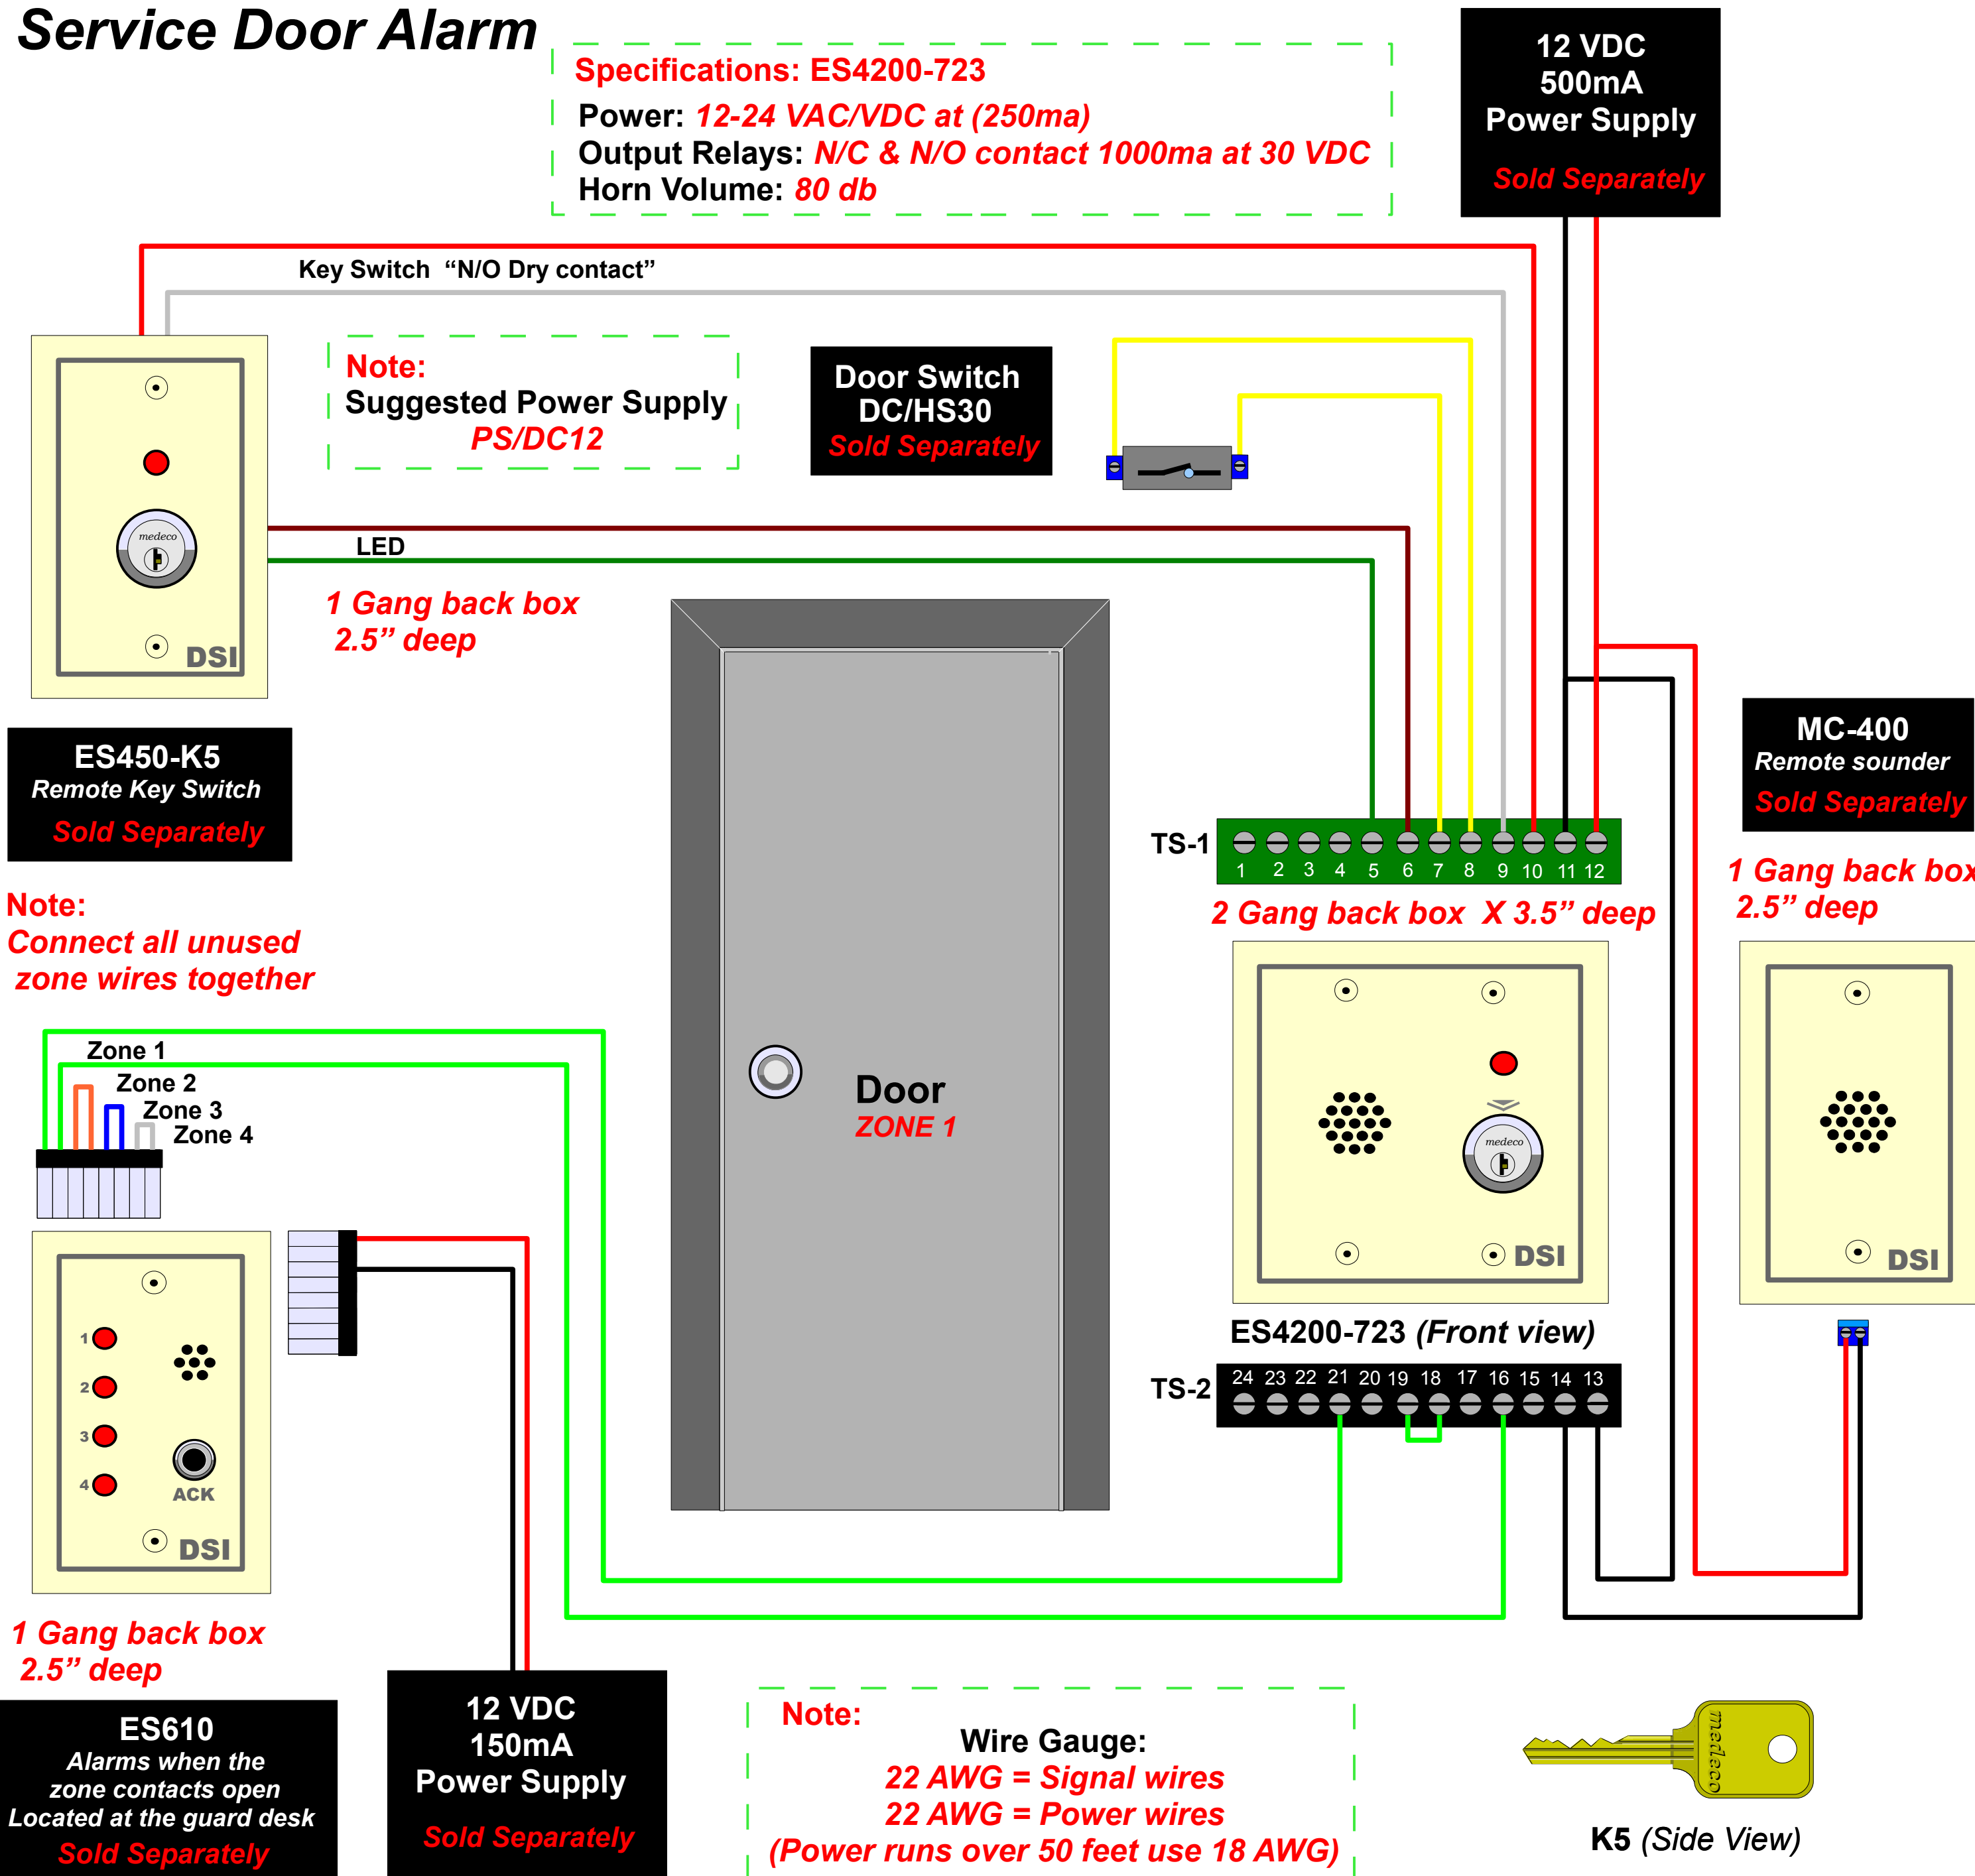 Service Door Alarm
Specifications: ES4200-723
Power: 12-24 VAC/VDC at (250ma)
Output Relays: N/C & N/O contact 1000ma at 30 VDC
Horn Volume: 80 db
12 VDC
500mA
Power Supply
Sold Separately
Key Switch “N/O Dry contact”
Note:
Suggested Power Supply
PS/DC12
Door Switch
DC/HS30
Sold Separately
medeco
DSI
LED
1 Gang back box
2.5” deep
ES450-K5
Remote Key Switch
Sold Separately
MC-400
Remote sounder
Sold Separately
TS-1
1 2 3 4 5 6 7 8 9 10 11 12
2 Gang back box X 3.5” deep
1 Gang back box
2.5” deep
Note:
Connect all unused
zone wires together
Zone 1
Zone 2
Zone 3
Zone 4
Door
ZONE 1
medeco
DSI
DSI
ES4200-723 (Front view)
TS-2
24 23 22 21 20 19 18 17 16 15 14 13
1
2
3
4
ACK
DSI
1 Gang back box
2.5” deep
ES610
Alarms when the
zone contacts open
Located at the guard desk
Sold Separately
12 VDC
150mA
Power Supply
Sold Separately
Note:
Wire Gauge:
22 AWG = Signal wires
22 AWG = Power wires
(Power runs over 50 feet use 18 AWG)
medeco
K5 (Side View)